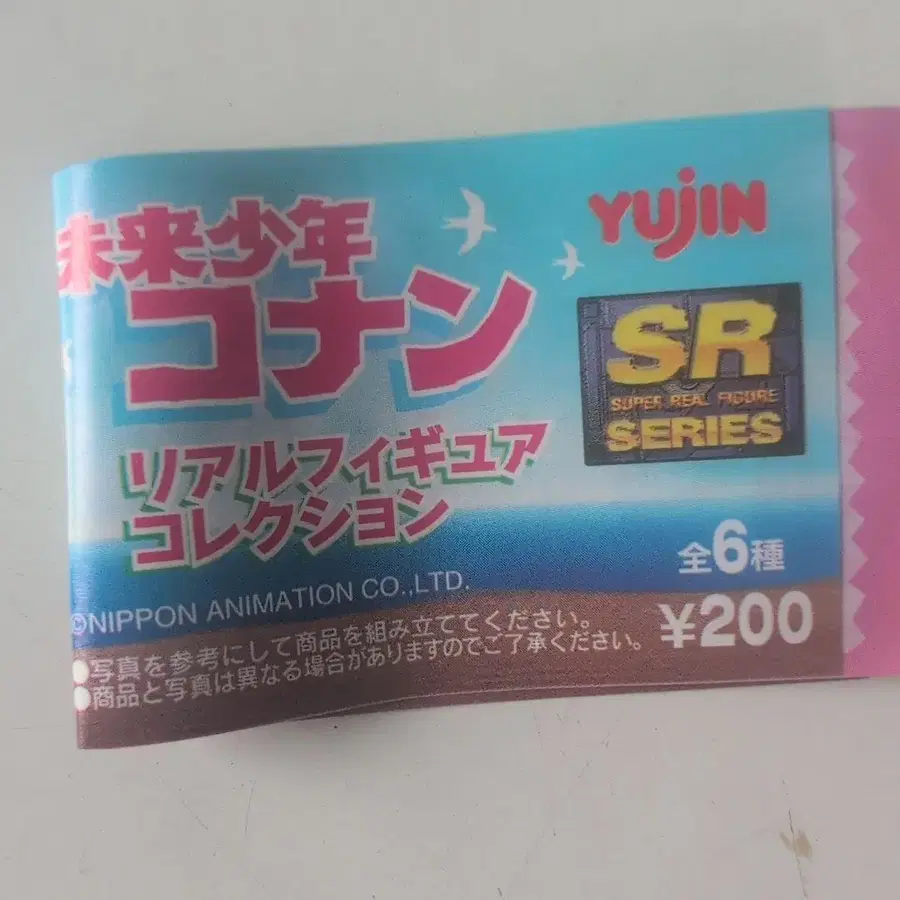 未来少年
コナン
リアルフィギュア
コレクション
©NIPPON ANIMATION CO.,LTD.
●写真を参考にして商品を組み立ててください。
●商品と写真は異なる場合がありますのでご了承ください。
YUJIN
SR
SUPER REAL FIGURE
SERIES
全6種
¥200